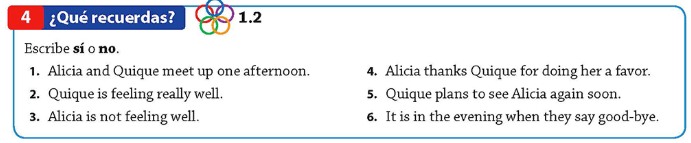 4 ¿Qué recuerdas? 1.2
Escribe sí o no.
1. Alicia and Quique meet up one afternoon.
2. Quique is feeling really well.
3. Alicia is not feeling well.
4. Alicia thanks Quique for doing her a favor.
5. Quique plans to see Alicia again soon.
6. It is in the evening when they say good-bye.